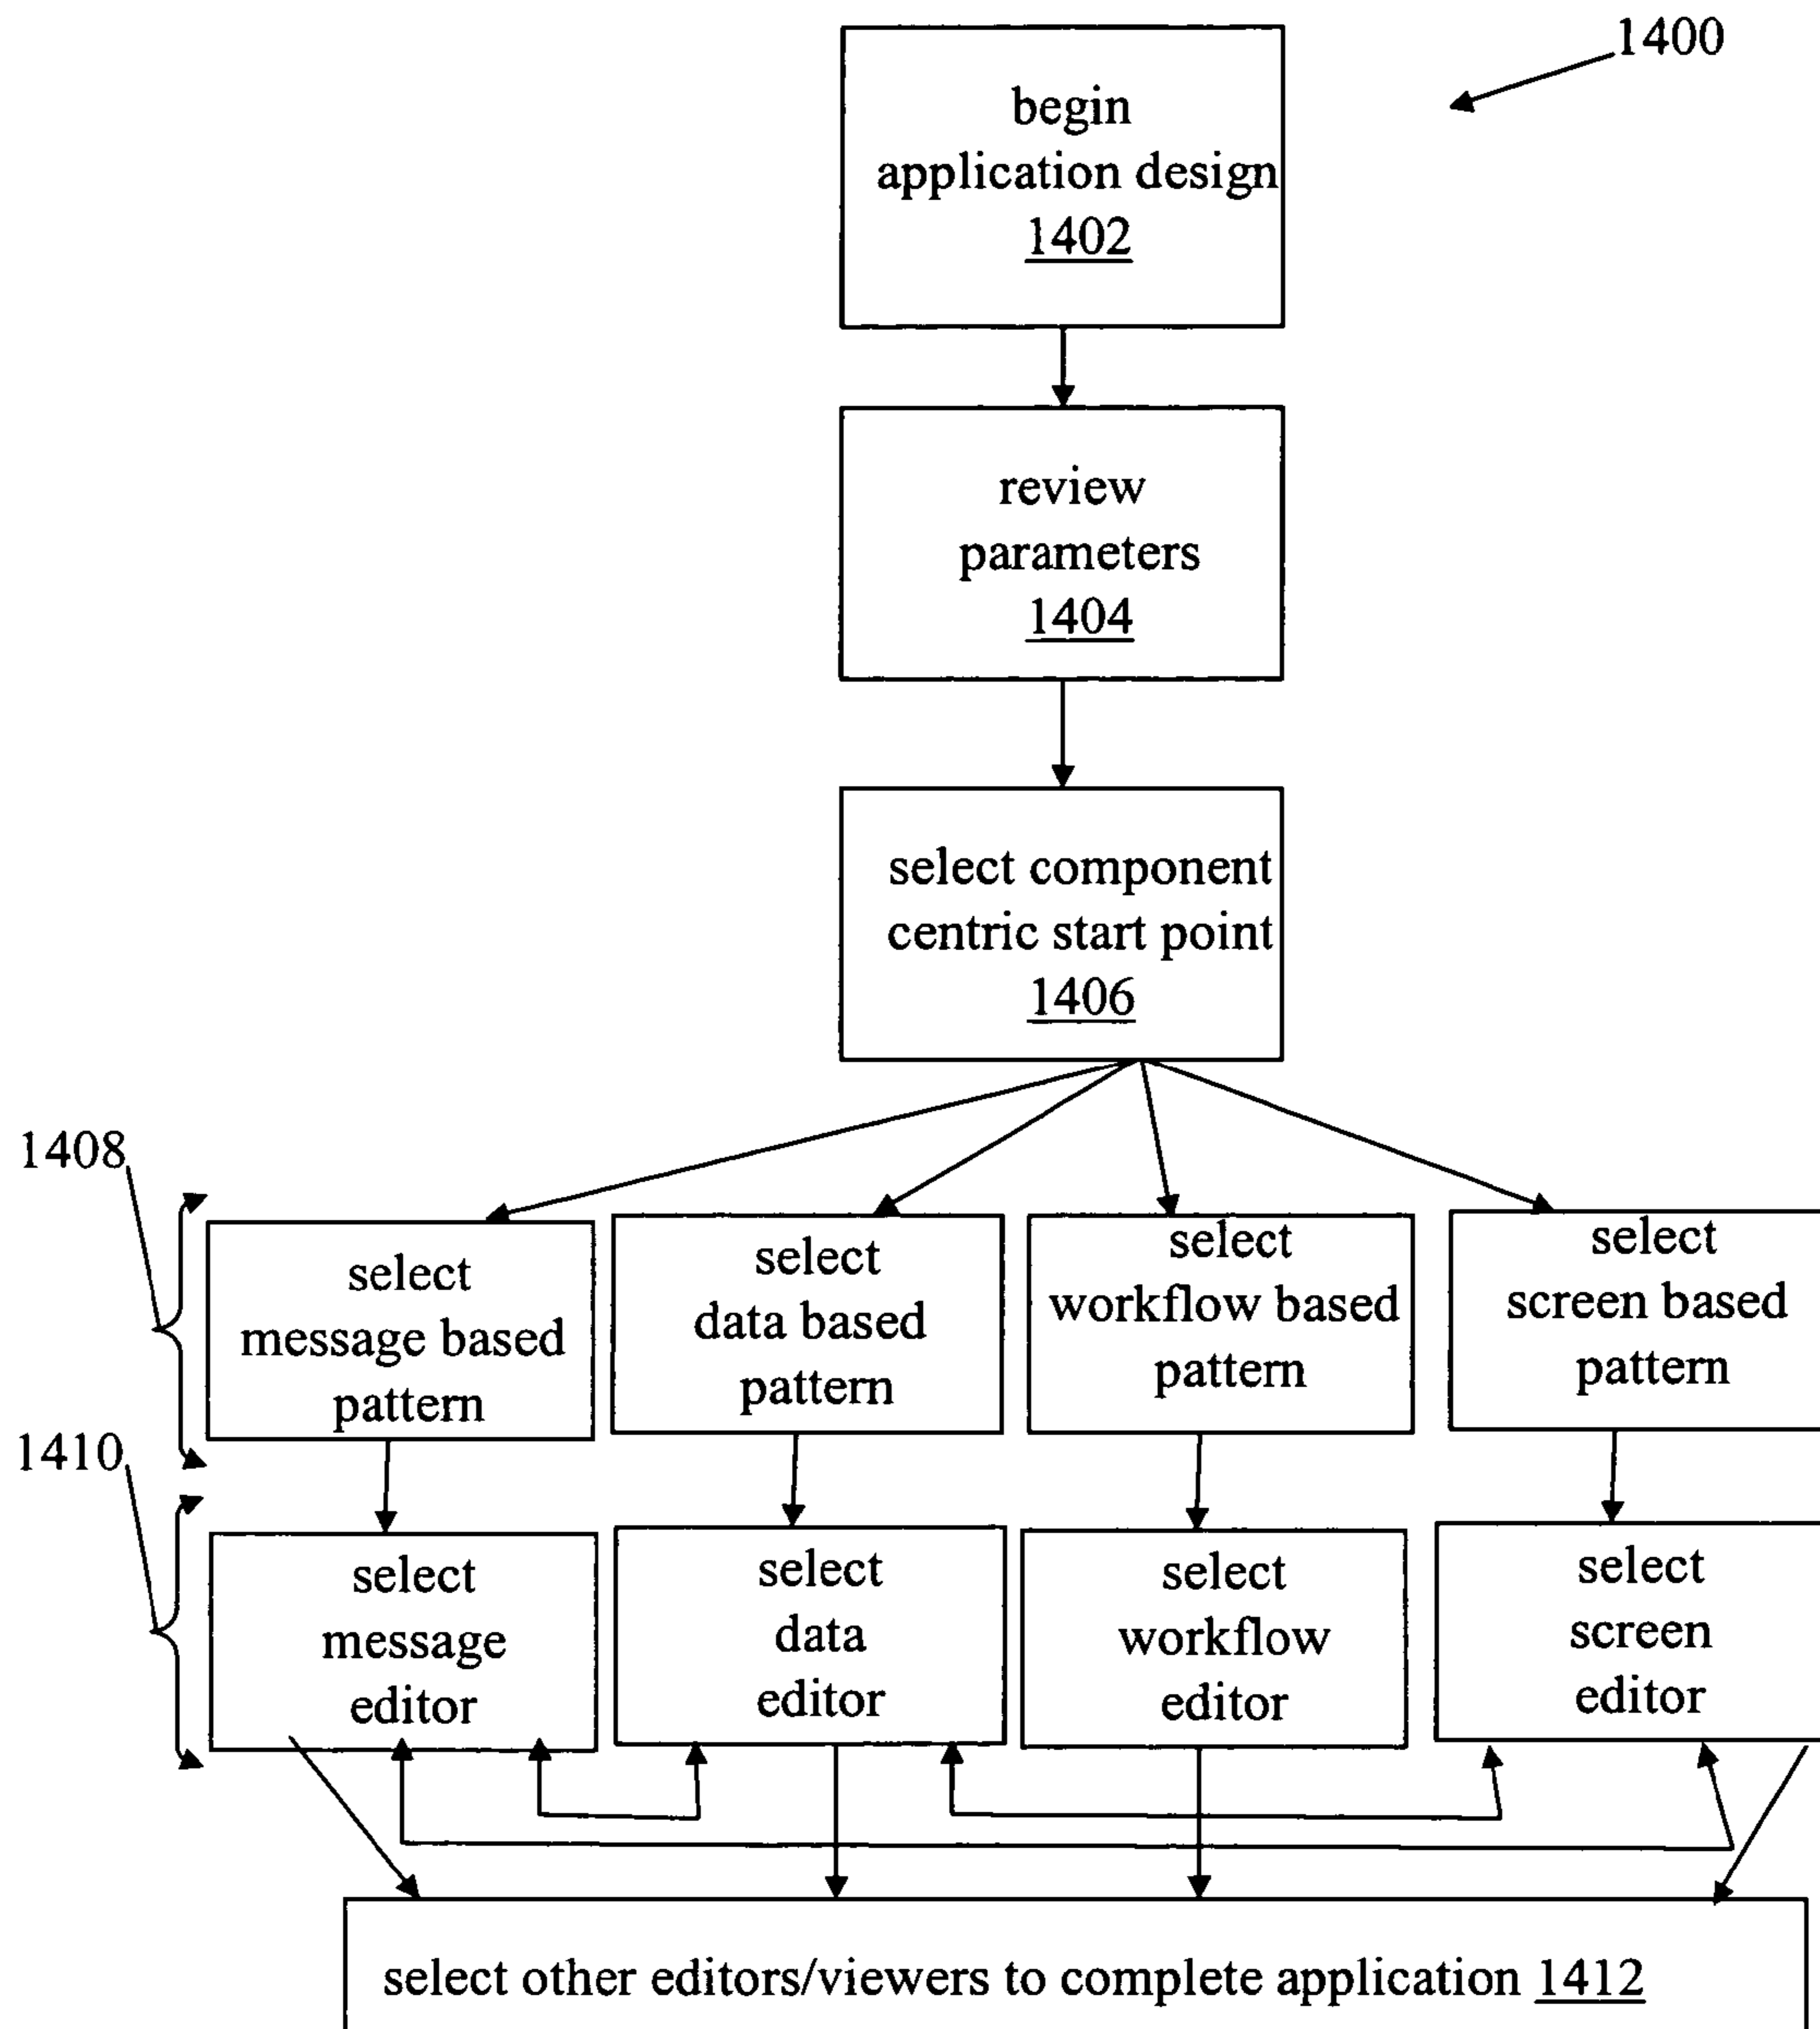 1400
begin
application design
1402
review
parameters
1404
select component
centric start point
1406
1408
select
message based
pattern
select
data based
pattern
select
workflow based
pattern
select
screen based
pattern
1410
select
message
editor
select
data
editor
select
workflow
editor
select
screen
editor
select other editors/viewers to complete application 1412